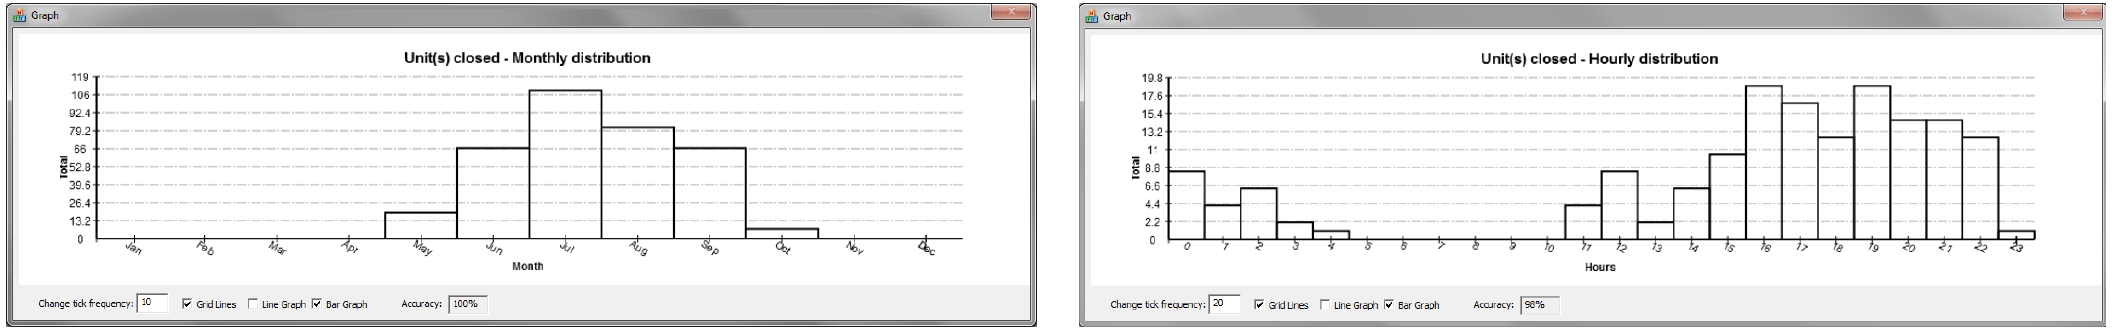 Graph
Unit(s) closed - Monthly distribution
119
106
92.4
79.2
66
52.8
39.6
26.4
13.2
0
Total
Jan Feb Mar Apr May Jun Jul Aug Sep Oct Nov Dec
Month
Change tick frequency: 10 Grid Lines Line Graph Bar Graph Accuracy: 100%
Graph
Unit(s) closed - Hourly distribution
19.8
17.6
15.4
13.2
11
8.8
6.6
4.4
2.2
0
Total
0 1 2 3 4 5 6 7 8 9 10 11 12 13 14 15 16 17 18 19 20 21 22 23
Hours
Change tick frequency: 20 Grid Lines Line Graph Bar Graph Accuracy: 98%